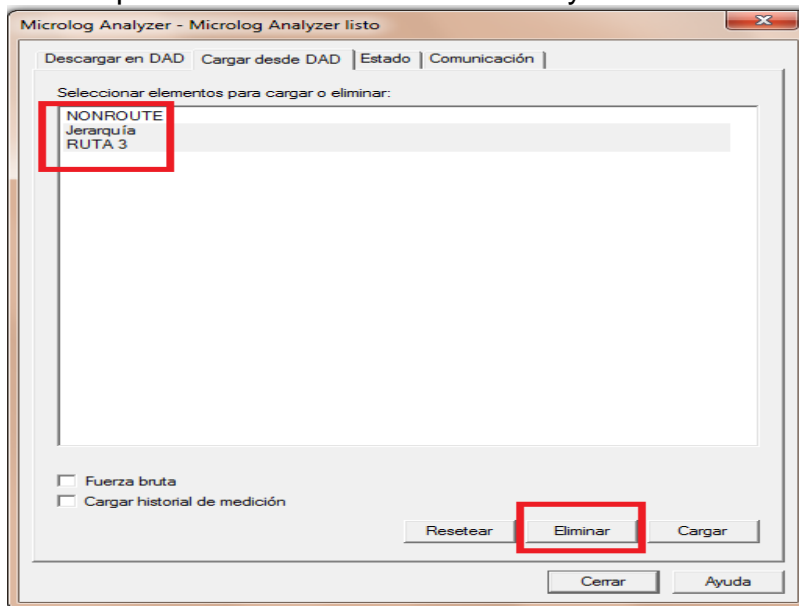 Microlog Analyzer - Microlog Analyzer listo
Descargar en DAD Cargar desde DAD Estado Comunicación
Seleccionar elementos para cargar o eliminar:
NONROUTE
Jerarquía
RUTA 3
Fuerza bruta
Cargar historial de medición
Resetear Eliminar Cargar
Cerrar Ayuda